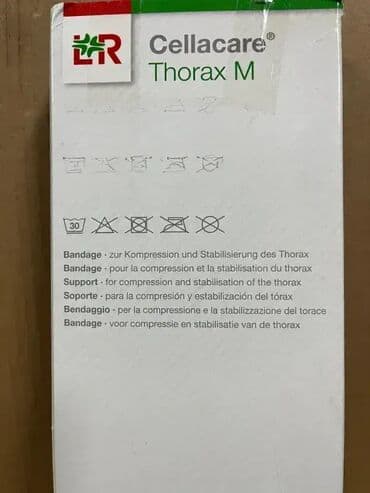 L&R
Cellacare®
Thorax M
30
Bandage · zur Kompression und Stabilisierung des Thorax
Bandage · pour la compression et la stabilisation du thorax
Support · for compression and stabilisation of the thorax
Soporte · para la compresión y estabilización del tórax
Bendaggio · per la compressione e la stabilizzazione del torace
Bandage · voor compressie en stabilisatie van de thorax